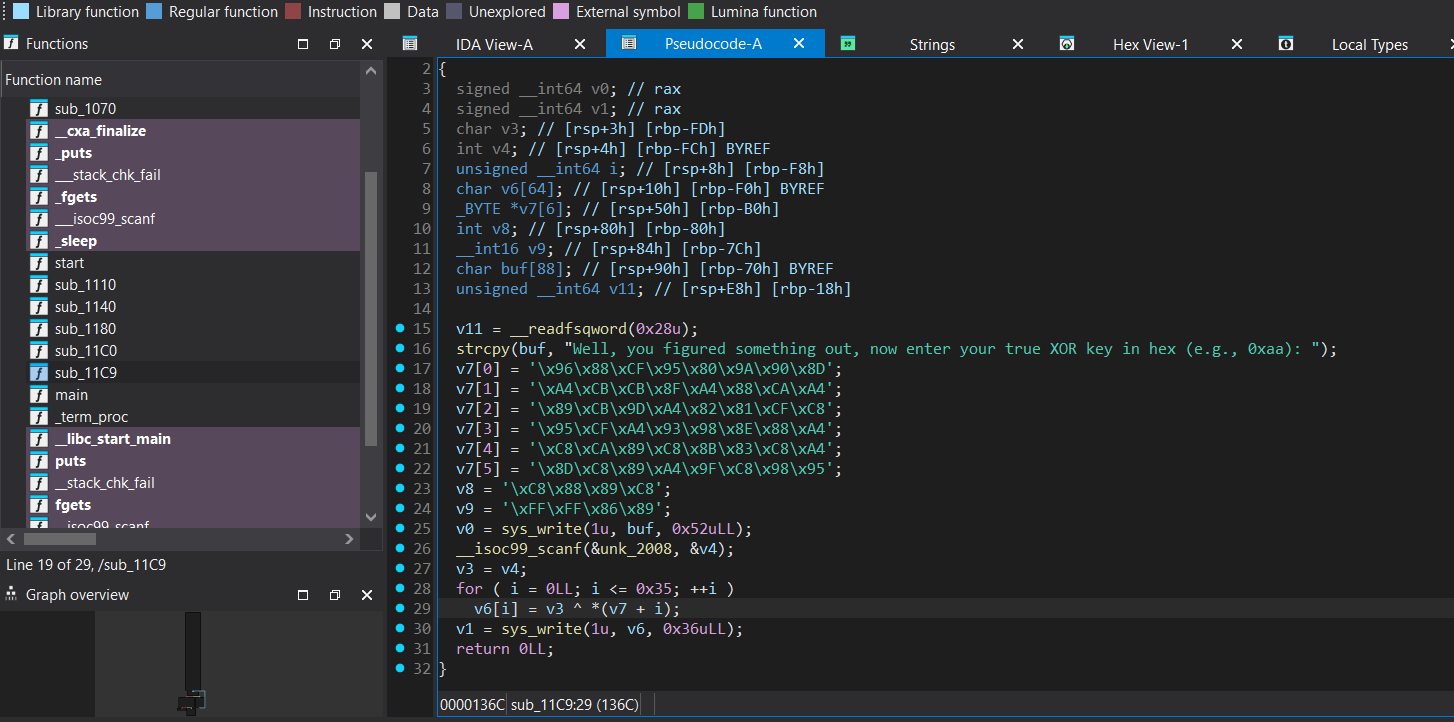 Library function Regular function Instruction Data Unexplored External symbol Lumina function
Functions
IDA View-A
Pseudocode-A
Strings
Hex View-1
Local Types
Function name
sub_1070
__cxa_finalize
_puts
___stack_chk_fail
_fgets
___isoc99_scanf
_sleep
start
sub_1110
sub_1140
sub_1180
sub_11C0
sub_11C9
main
_term_proc
__libc_start_main
puts
__stack_chk_fail
fgets
__isoc99_scanf
Line 19 of 29, /sub_11C9
Graph overview
2 {
3 signed __int64 v0; // rax
4 signed __int64 v1; // rax
5 char v3; // [rsp+3h] [rbp-FDh]
6 int v4; // [rsp+4h] [rbp-FCh] BYREF
7 unsigned __int64 i; // [rsp+8h] [rbp-F8h]
8 char v6[64]; // [rsp+10h] [rbp-F0h] BYREF
9 _BYTE *v7[6]; // [rsp+50h] [rbp-B0h]
10 int v8; // [rsp+80h] [rbp-80h]
11 __int16 v9; // [rsp+84h] [rbp-7Ch]
12 char buf[88]; // [rsp+90h] [rbp-70h] BYREF
13 unsigned __int64 v11; // [rsp+E8h] [rbp-18h]
14
15 v11 = __readfsqword(0x28u);
16 strcpy(buf, "Well, you figured something out, now enter your true XOR key in hex (e.g., 0xaa): ");
17 v7[0] = '\x96\x88\xCF\x95\x80\x9A\x90\x8D';
18 v7[1] = '\xA4\xCB\xCB\x8F\xA4\x88\xCA\xA4';
19 v7[2] = '\x89\xCB\x9D\xA4\x82\x81\xCF\xC8';
20 v7[3] = '\x95\xCF\xA4\x93\x98\x8E\x88\xA4';
21 v7[4] = '\xC8\xCA\x89\xC8\x8B\x83\xC8\xA4';
22 v7[5] = '\x8D\xC8\x89\xA4\x9F\xC8\x98\x95';
23 v8 = '\xC8\x88\x89\xC8';
24 v9 = '\xFF\xFF\x86\x89';
25 v0 = sys_write(1u, buf, 0x52uLL);
26 __isoc99_scanf(&unk_2008, &v4);
27 v3 = v4;
28 for ( i = 0LL; i <= 0x35; ++i )
29 v6[i] = v3 ^ *(v7 + i);
30 v1 = sys_write(1u, v6, 0x36uLL);
31 return 0LL;
32 }
0000136C sub_11C9:29 (136C)